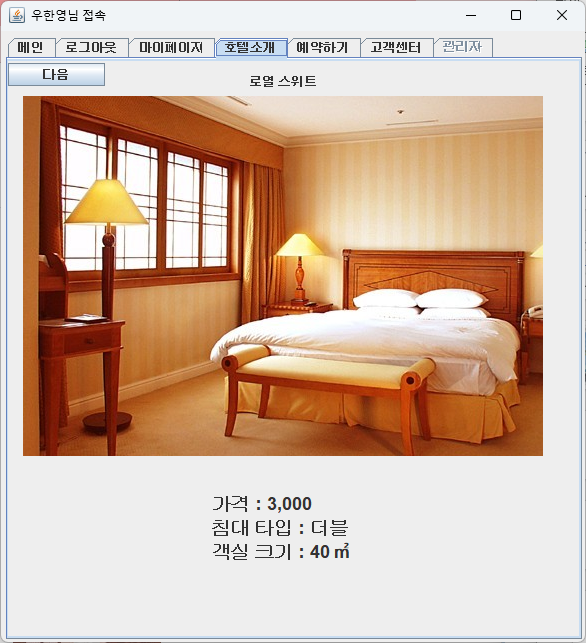 우한영님 접속
메인 로그아웃 마이페이지 호텔소개 예약하기 고객센터 관리자
다음
로열 스위트
가격 : 3,000
침대 타입 : 더블
객실 크기 : 40 ㎡